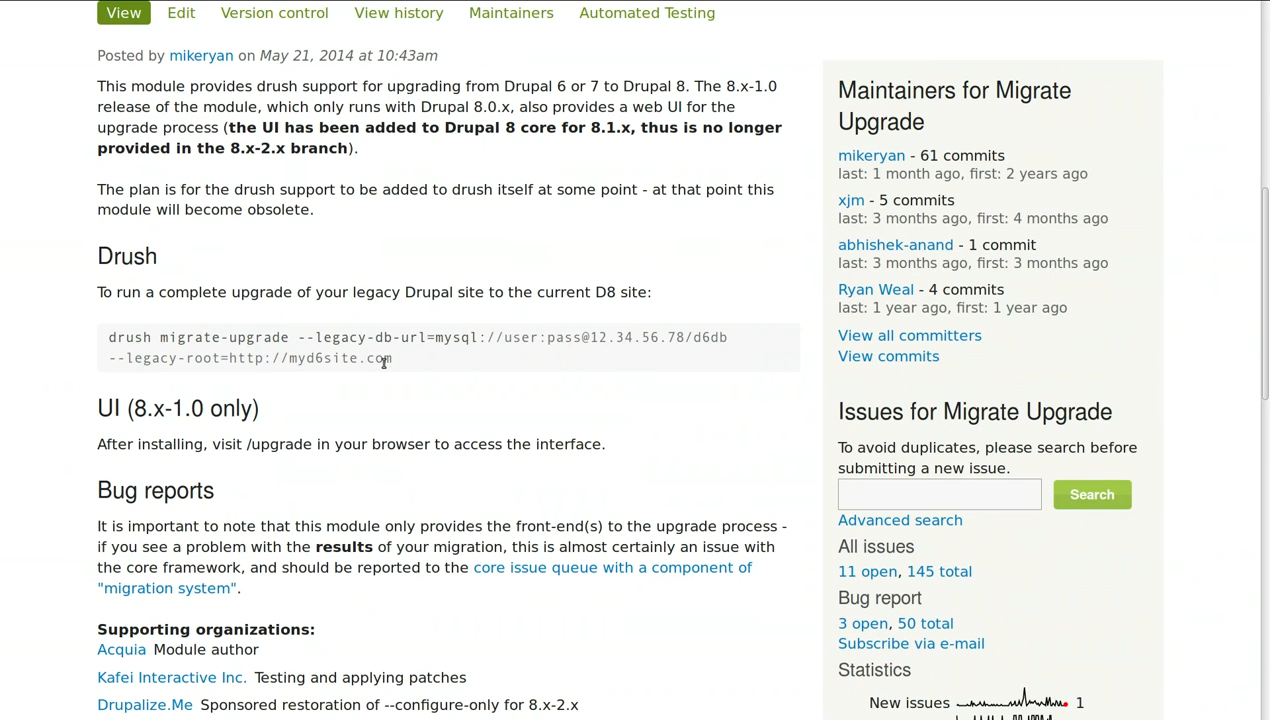 View Edit Version control View history Maintainers Automated Testing
Posted by mikeryan on May 21, 2014 at 10:43am
This module provides drush support for upgrading from Drupal 6 or 7 to Drupal 8. The 8.x-1.0
release of the module, which only runs with Drupal 8.0.x, also provides a web UI for the
upgrade process (the UI has been added to Drupal 8 core for 8.1.x, thus is no longer
provided in the 8.x-2.x branch).
The plan is for the drush support to be added to drush itself at some point - at that point this
module will become obsolete.
Drush
To run a complete upgrade of your legacy Drupal site to the current D8 site:
drush migrate-upgrade --legacy-db-url=mysql://user:pass@12.34.56.78/d6db
--legacy-root=http://myd6site.com
UI (8.x-1.0 only)
After installing, visit /upgrade in your browser to access the interface.
Bug reports
It is important to note that this module only provides the front-end(s) to the upgrade process -
if you see a problem with the results of your migration, this is almost certainly an issue with
the core framework, and should be reported to the core issue queue with a component of
"migration system".
Supporting organizations:
Acquia Module author
Kafei Interactive Inc. Testing and applying patches
Drupalize.Me Sponsored restoration of --configure-only for 8.x-2.x
Maintainers for Migrate
Upgrade
mikeryan - 61 commits
last: 1 month ago, first: 2 years ago
xjm - 5 commits
last: 3 months ago, first: 4 months ago
abhishek-anand - 1 commit
last: 3 months ago, first: 3 months ago
Ryan Weal - 4 commits
last: 1 year ago, first: 1 year ago
View all committers
View commits
Issues for Migrate Upgrade
To avoid duplicates, please search before
submitting a new issue.
Search
Advanced search
All issues
11 open, 145 total
Bug report
3 open, 50 total
Subscribe via e-mail
Statistics
New issues 1